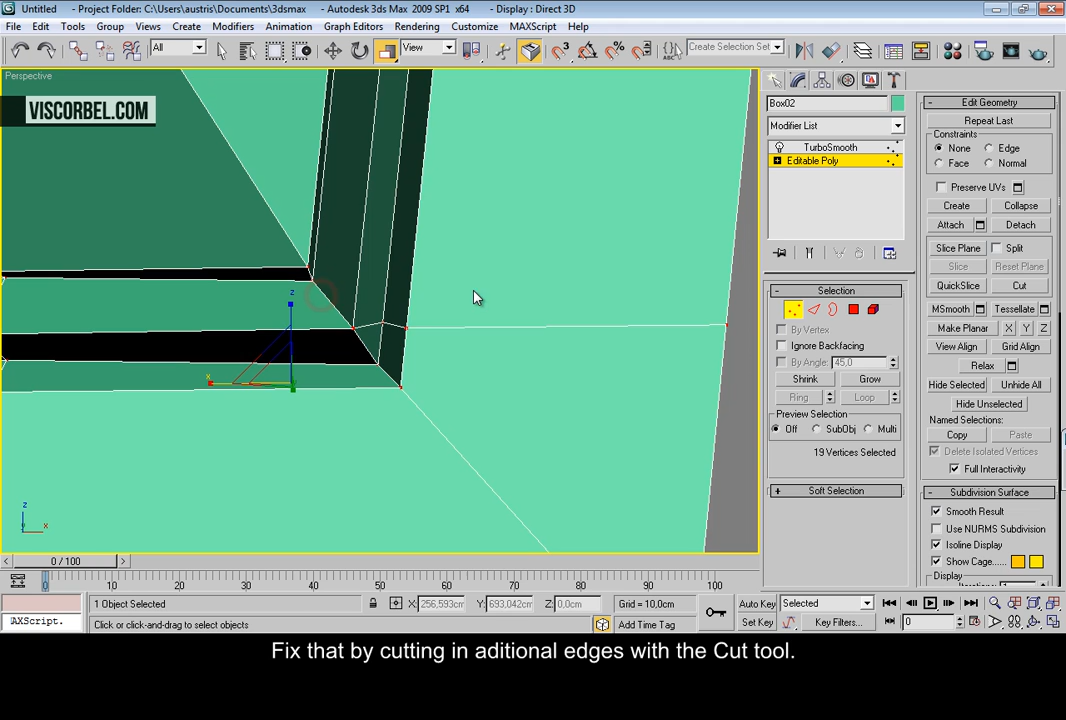 Untitled - Project Folder: C:\Users\austris\Documents\3dsmax - Autodesk 3ds Max 2009 SP1 x64 - Display : Direct 3D
File Edit Tools Group Views Create Modifiers Animation Graph Editors Rendering Customize MAXScript Help
All View Create Selection Set
Perspective
VISCORBEL.COM
Box02
Modifier List
TurboSmooth
Editable Poly
Selection
By Vertex
Ignore Backfacing
By Angle: 45,0
Shrink Grow
Ring Loop
Preview Selection
Off SubObj Multi
19 Vertices Selected
Soft Selection
Edit Geometry
Repeat Last
Constraints
None Edge
Face Normal
Preserve UVs
Create Collapse
Attach Detach
Slice Plane Split
Slice Reset Plane
QuickSlice Cut
MSmooth Tessellate
Make Planar X Y Z
View Align Grid Align
Relax
Hide Selected Unhide All
Hide Unselected
Named Selections:
Copy Paste
Delete Isolated Vertices
Full Interactivity
Subdivision Surface
Smooth Result
Use NURMS Subdivision
Isoline Display
Show Cage......
Display
z
x
z
x
0 / 100
0 10 20 30 40 50 60 70 80 90 100
1 Object Selected X: 256,593cm Y: 693,042cm Z: 0,0cm Grid = 10,0cm Auto Key Selected
AXScript. Click or click-and-drag to select objects Add Time Tag Set Key Key Filters... 0
Fix that by cutting in aditional edges with the Cut tool.